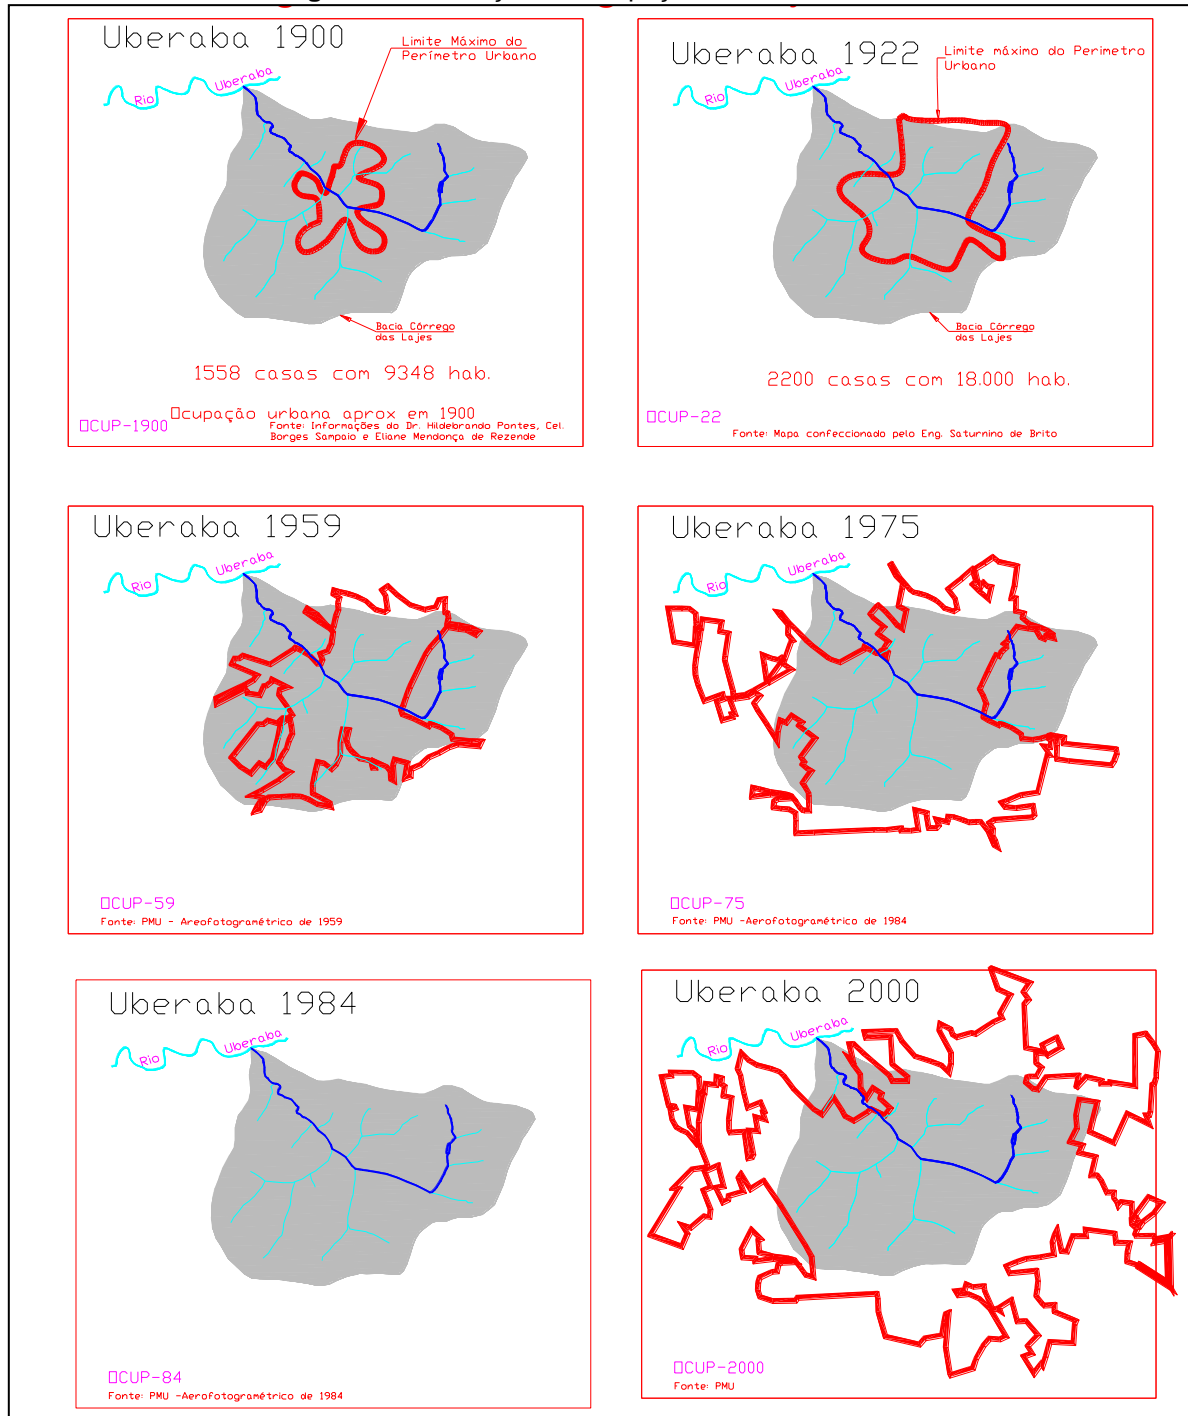 Uberaba 1900
Limite Máximo do
Perímetro Urbano
Rio Uberaba
Bacia Córrego
das Lajes
1558 casas com 9348 hab.
Ocupação urbana aprox em 1900
OCUP-1900
Fonte: Informações do Dr. Hildebrando Pontes, Cel.
Borges Sampaio e Eliane Mendonça de Rezende
Uberaba 1922
Limite máximo do Perimetro
Urbano
Rio Uberaba
Bacia Córrego
das Lajes
2200 casas com 18.000 hab.
OCUP-22
Fonte: Mapa confeccionado pelo Eng. Saturnino de Brito
Uberaba 1959
Rio Uberaba
OCUP-59
Fonte: PMU - Areofotogramétrico de 1959
Uberaba 1975
Rio Uberaba
OCUP-75
Fonte: PMU -Aerofotogramétrico de 1984
Uberaba 1984
Rio Uberaba
OCUP-84
Fonte: PMU -Aerofotogramétrico de 1984
Uberaba 2000
Rio Uberaba
OCUP-2000
Fonte: PMU